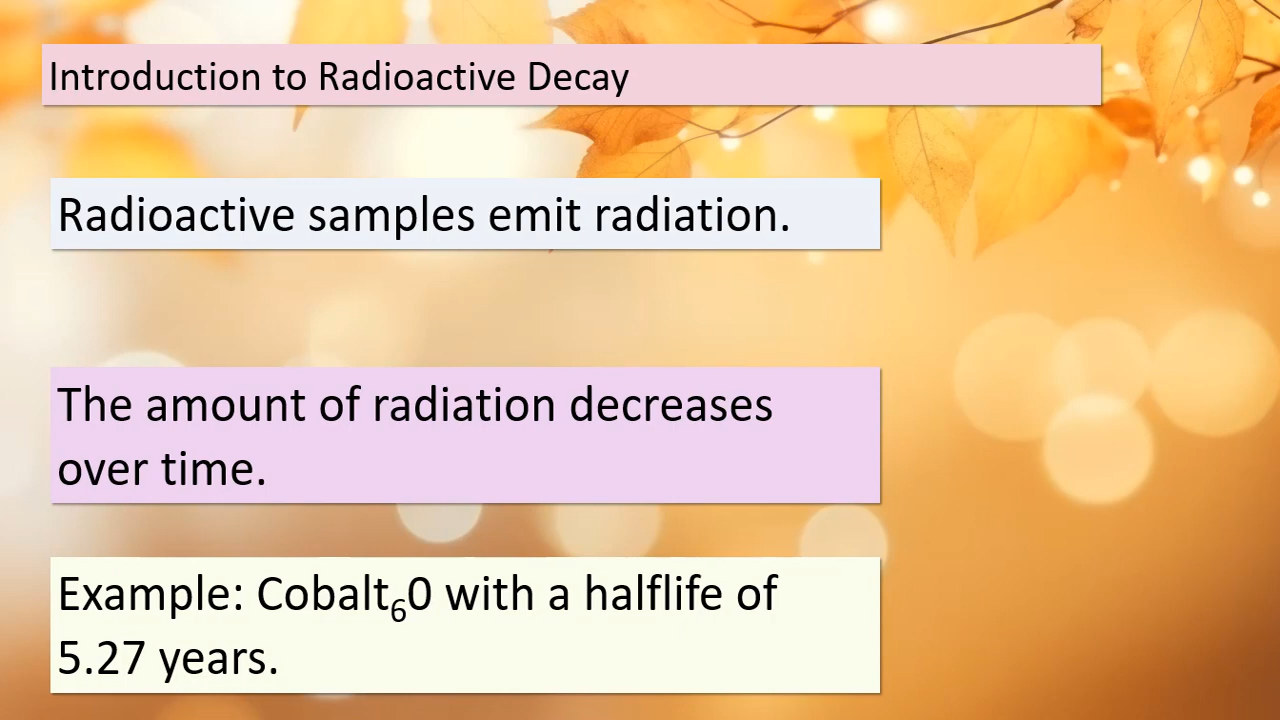 Introduction to Radioactive Decay
Radioactive samples emit radiation.
The amount of radiation decreases
over time.
Example: Cobalt₆0 with a halflife of
5.27 years.